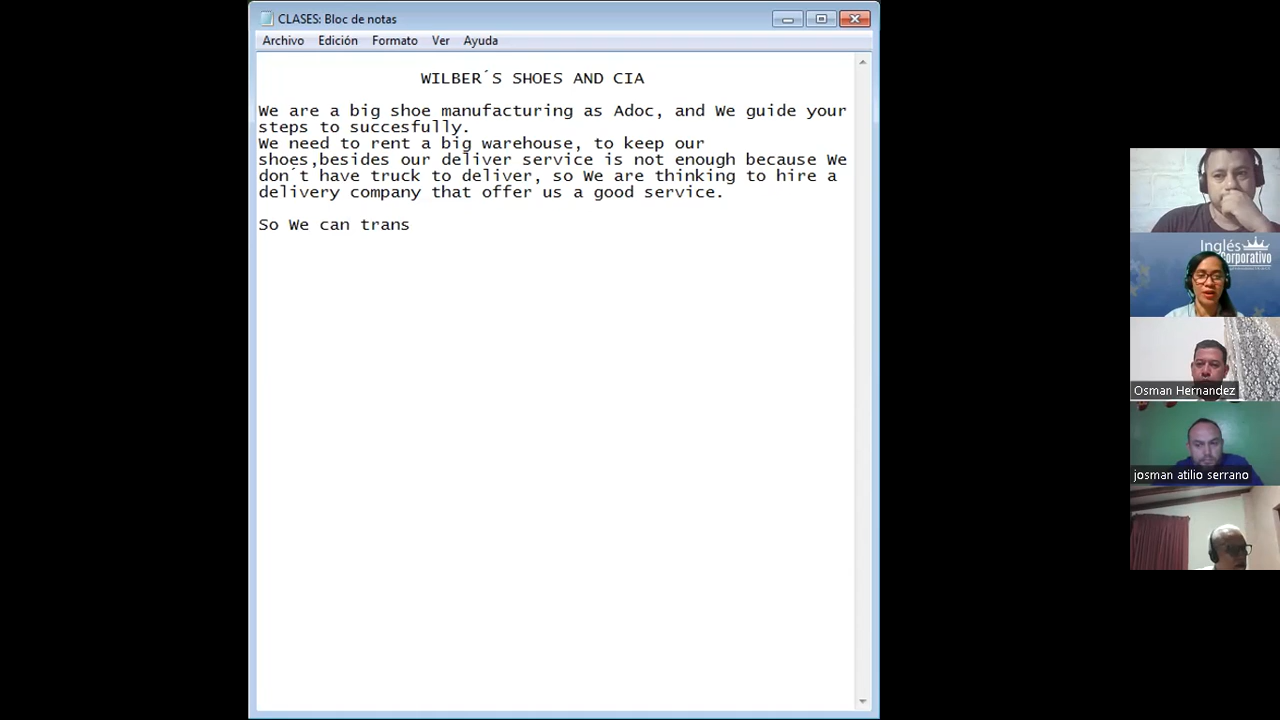 CLASES: Bloc de notas
Archivo Edición Formato Ver Ayuda
WILBER´S SHOES AND CIA
We are a big shoe manufacturing as Adoc, and We guide your
steps to succesfully.
We need to rent a big warehouse, to keep our
shoes,besides our deliver service is not enough because We
don´t have truck to deliver, so We are thinking to hire a
delivery company that offer us a good service.
So We can trans
Inglés
Corporativo
Osman Hernandez
josman atilio serrano